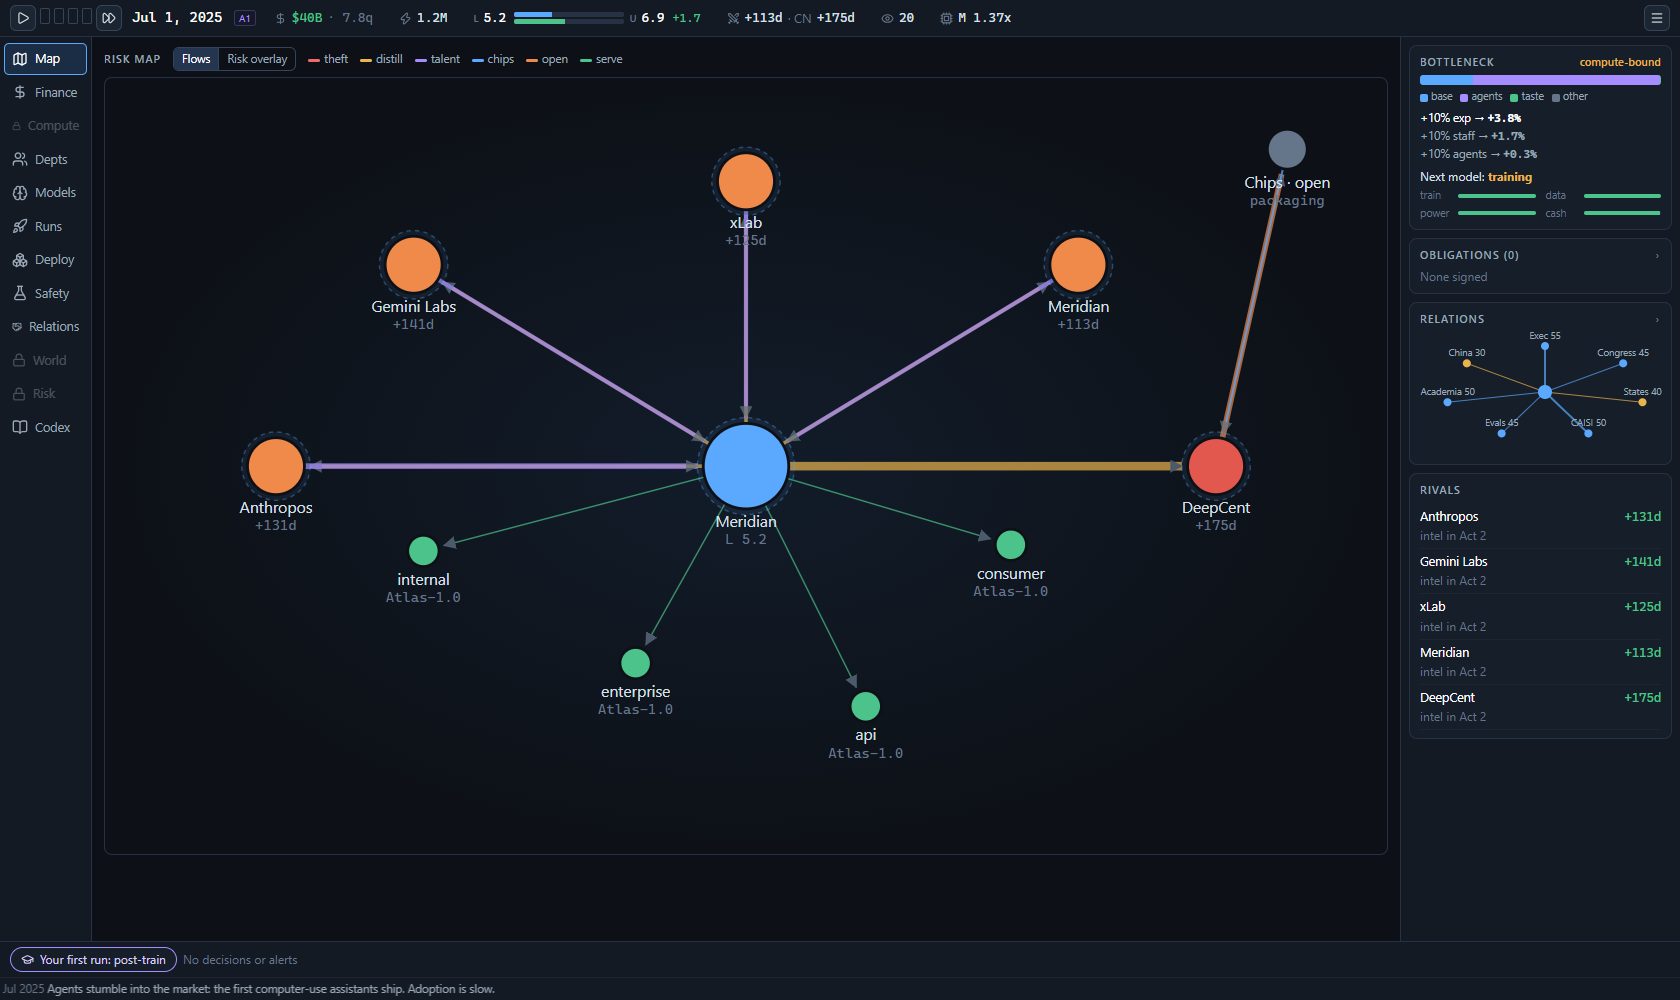 Jul 1, 2025 A1 $40B · 7.8q 1.2M L 5.2 U 6.9 +1.7 +113d · CN +175d 20 M 1.37x
Map
Finance
Compute
Depts
Models
Runs
Deploy
Safety
Relations
World
Risk
Codex
RISK MAP Flows Risk overlay theft distill talent chips open serve
Chips · open
packaging
xLab
+125d
Gemini Labs
+141d
Meridian
+113d
Anthropos
+131d
Meridian
L 5.2
DeepCent
+175d
internal
Atlas-1.0
consumer
Atlas-1.0
enterprise
Atlas-1.0
api
Atlas-1.0
BOTTLENECK compute-bound
base agents taste other
+10% exp → +3.8%
+10% staff → +1.7%
+10% agents → +0.3%
Next model: training
train data
power cash
OBLIGATIONS (0) ›
None signed
RELATIONS ›
Exec 55
China 30 Congress 45
Academia 50 States 40
Evals 45 CAISI 50
RIVALS
Anthropos +131d
intel in Act 2
Gemini Labs +141d
intel in Act 2
xLab +125d
intel in Act 2
Meridian +113d
intel in Act 2
DeepCent +175d
intel in Act 2
Your first run: post-train No decisions or alerts
Jul 2025 Agents stumble into the market: the first computer-use assistants ship. Adoption is slow.